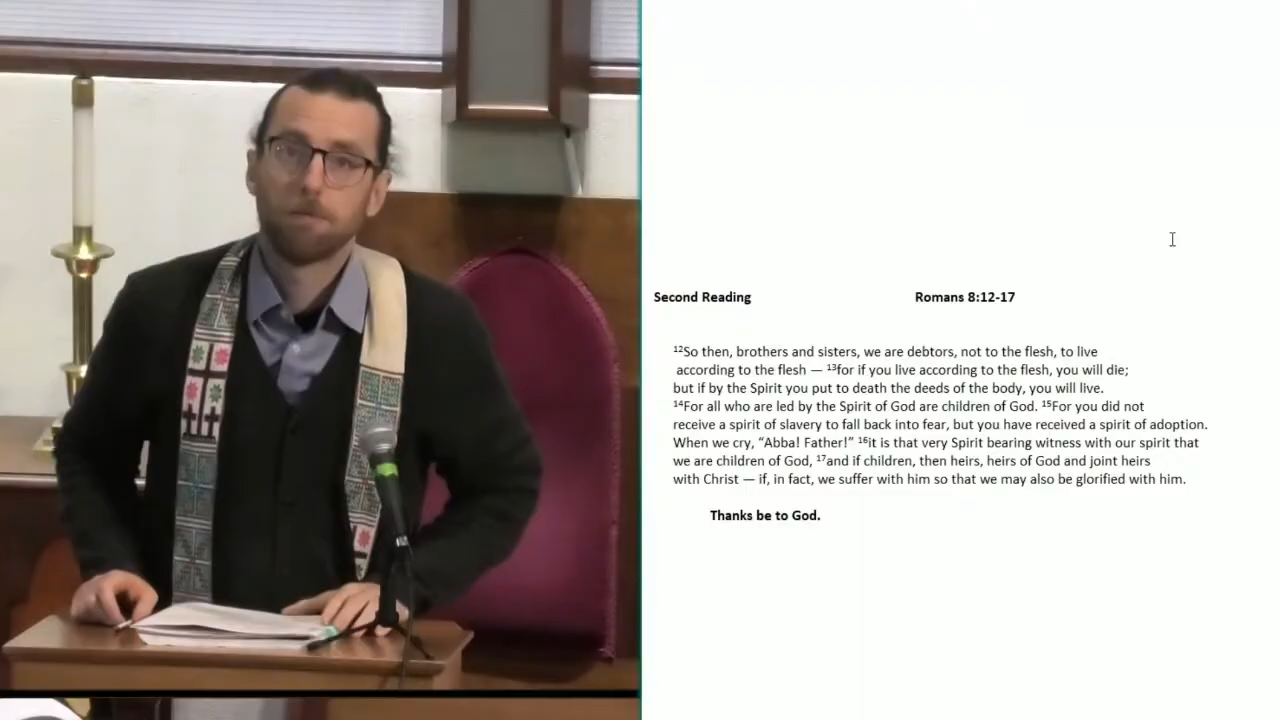 Second Reading Romans 8:12-17
¹²So then, brothers and sisters, we are debtors, not to the flesh, to live
according to the flesh — ¹³for if you live according to the flesh, you will die;
but if by the Spirit you put to death the deeds of the body, you will live.
¹⁴For all who are led by the Spirit of God are children of God. ¹⁵For you did not
receive a spirit of slavery to fall back into fear, but you have received a spirit of adoption.
When we cry, “Abba! Father!” ¹⁶it is that very Spirit bearing witness with our spirit that
we are children of God, ¹⁷and if children, then heirs, heirs of God and joint heirs
with Christ — if, in fact, we suffer with him so that we may also be glorified with him.
Thanks be to God.